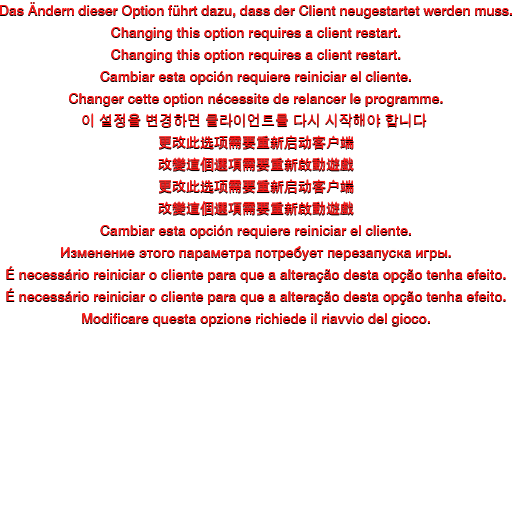 Das Ändern dieser Option führt dazu, dass der Client neugestartet werden muss.
Changing this option requires a client restart.
Changing this option requires a client restart.
Cambiar esta opción requiere reiniciar el cliente.
Changer cette option nécessite de relancer le programme.
이 설정을 변경하면 클라이언트를 다시 시작해야 합니다
更改此选项需要重新启动客户端
改變這個選項需要重新啟動遊戲
更改此选项需要重新启动客户端
改變這個選項需要重新啟動遊戲
Cambiar esta opción requiere reiniciar el cliente.
Изменение этого параметра потребует перезапуска игры.
É necessário reiniciar o cliente para que a alteração desta opção tenha efeito.
É necessário reiniciar o cliente para que a alteração desta opção tenha efeito.
Modificare questa opzione richiede il riavvio del gioco.